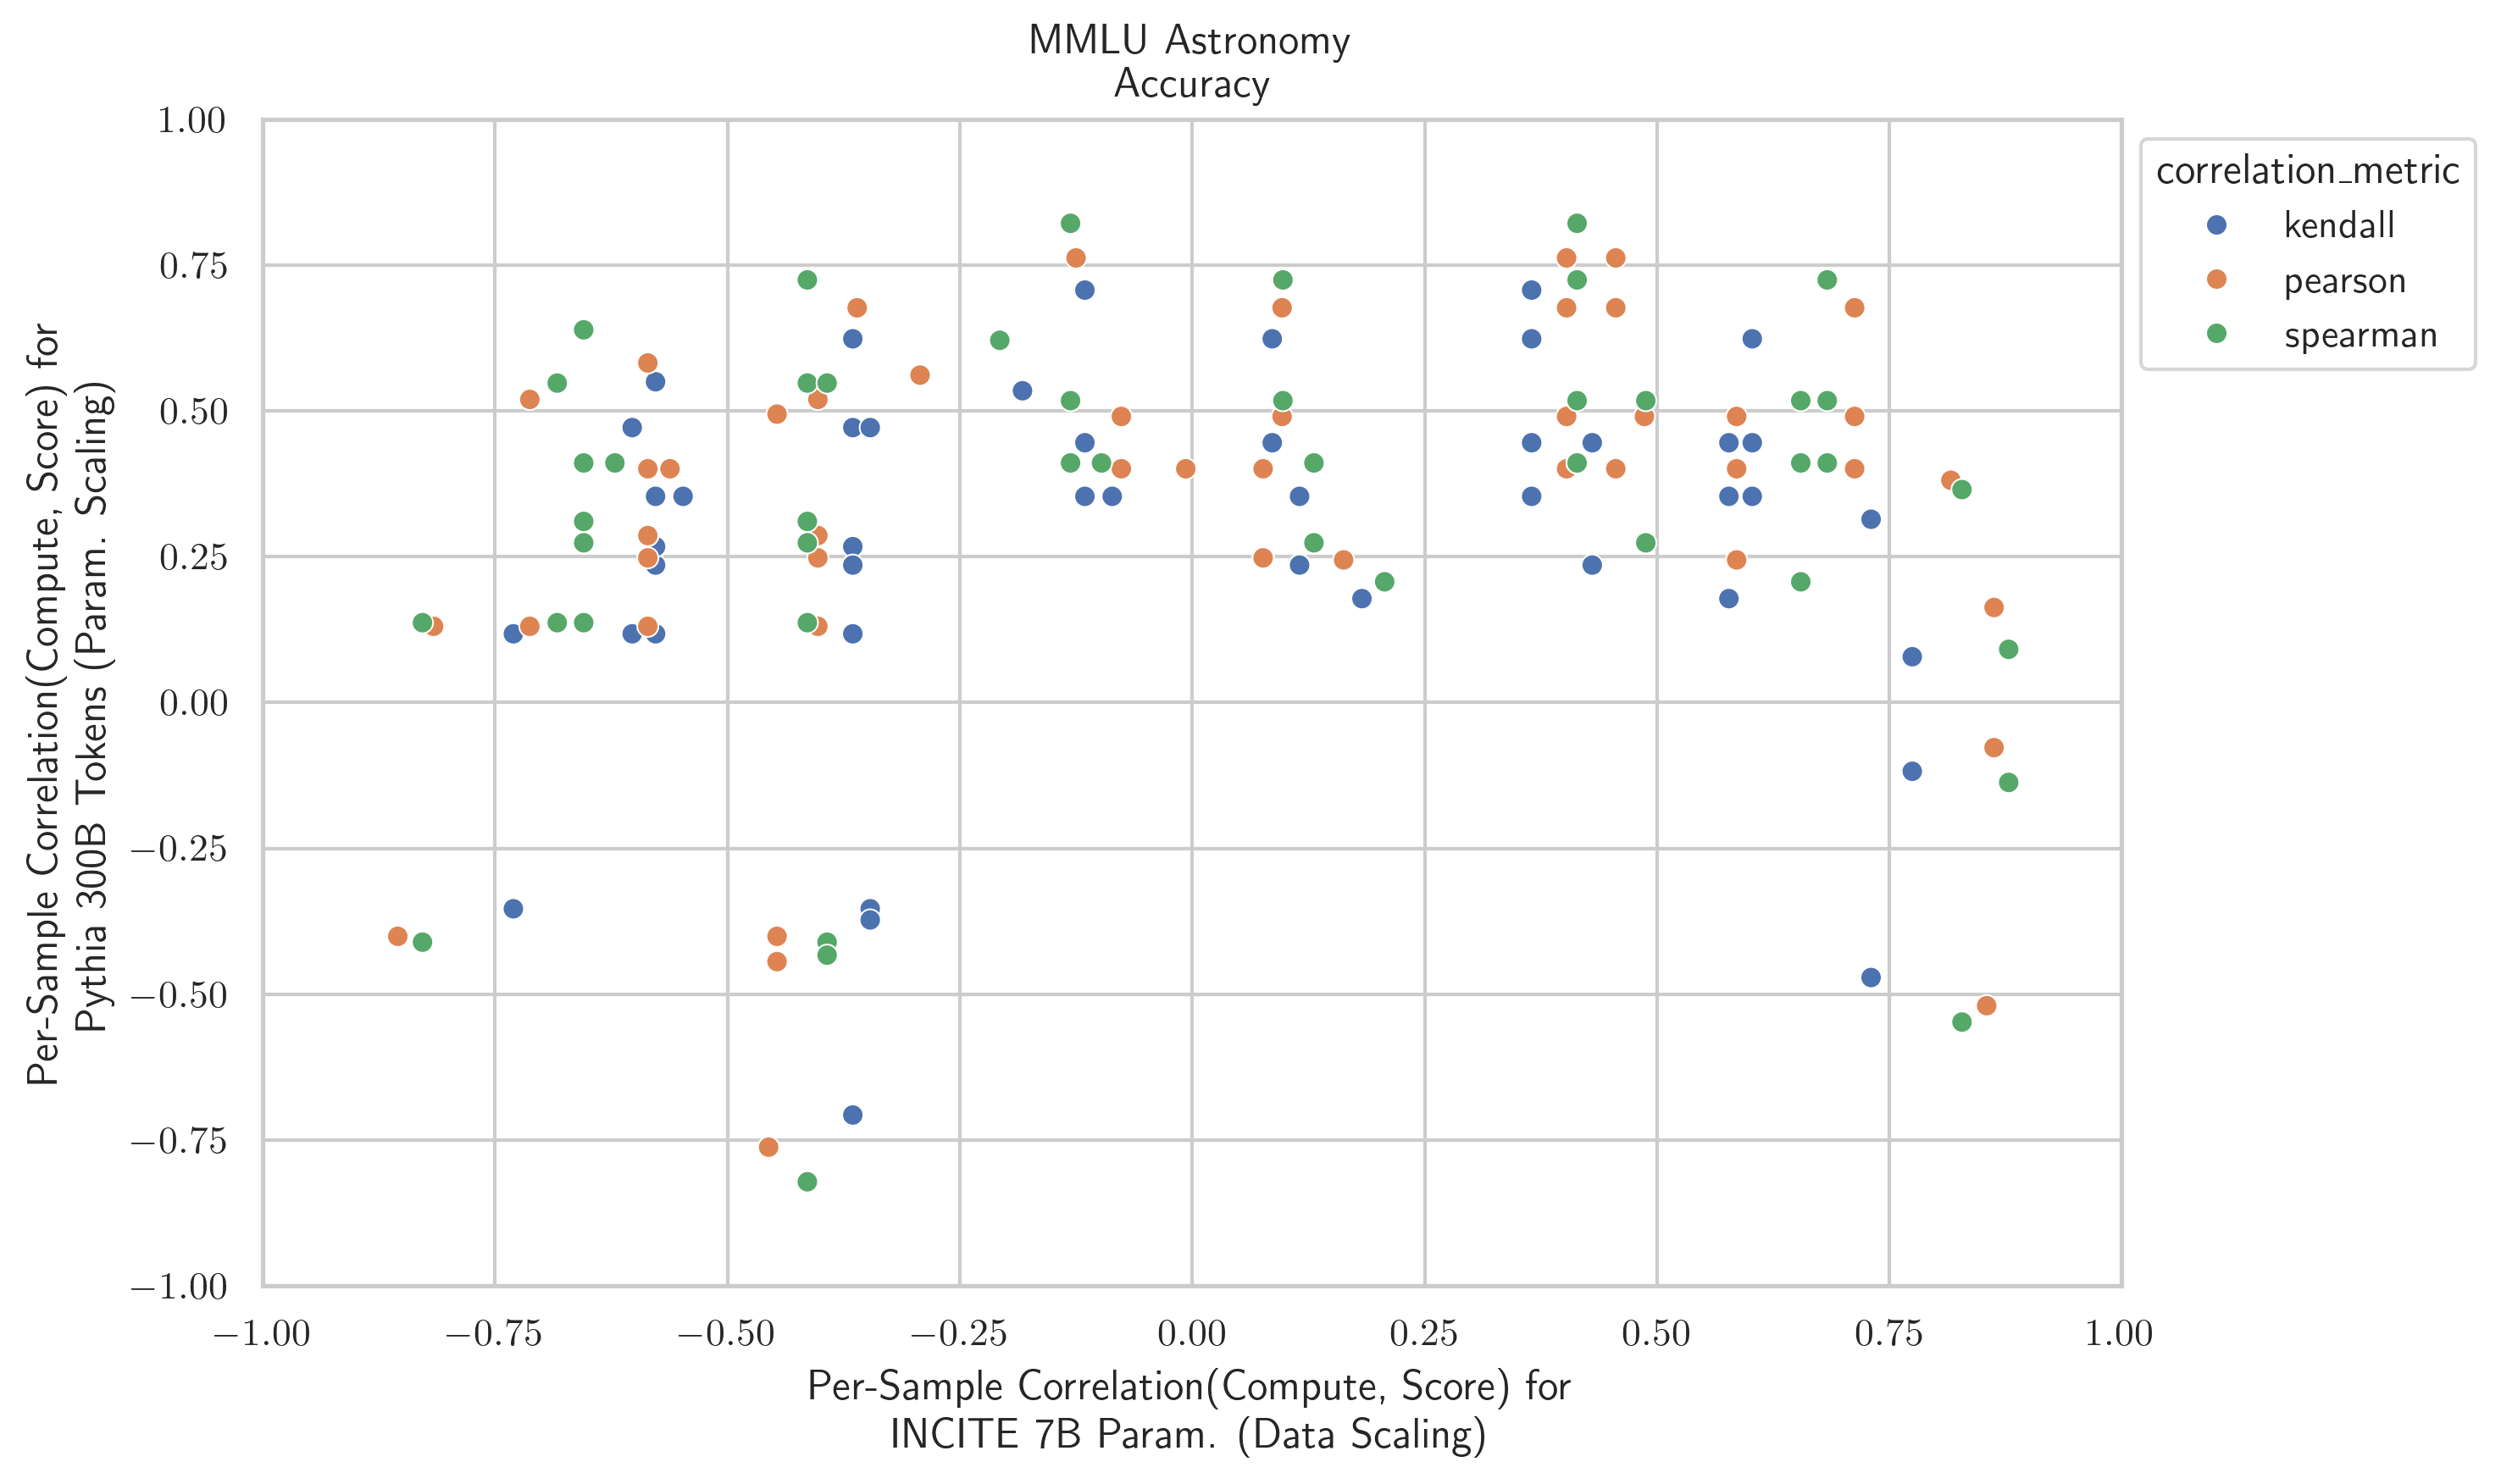 MMLU Astronomy
Accuracy
Per-Sample Correlation(Compute, Score) for
Pythia 300B Tokens (Param. Scaling)
1.00
0.75
0.50
0.25
0.00
−0.25
−0.50
−0.75
−1.00
−1.00 −0.75 −0.50 −0.25 0.00 0.25 0.50 0.75 1.00
Per-Sample Correlation(Compute, Score) for
INCITE 7B Param. (Data Scaling)
correlation_metric
kendall
pearson
spearman